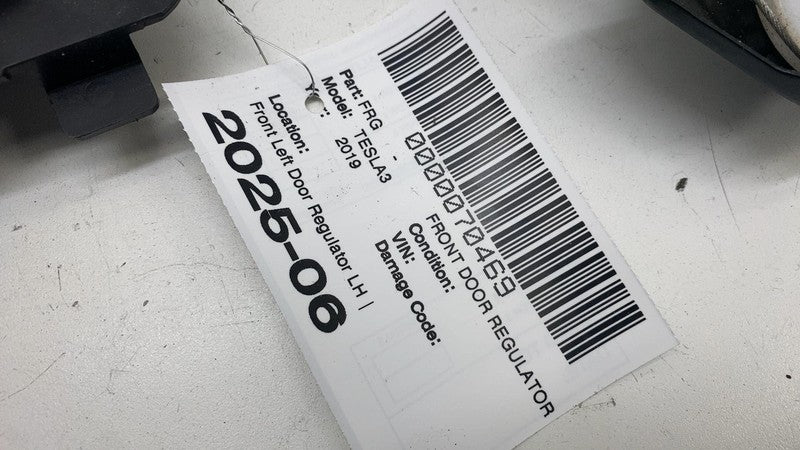 0000070469
Part: FRG - FRONT DOOR REGULATOR
Model: TESLA3 Condition:
2019 VIN:
Damage Code:
Location:
Front Left Door Regulator LH |
2025-06